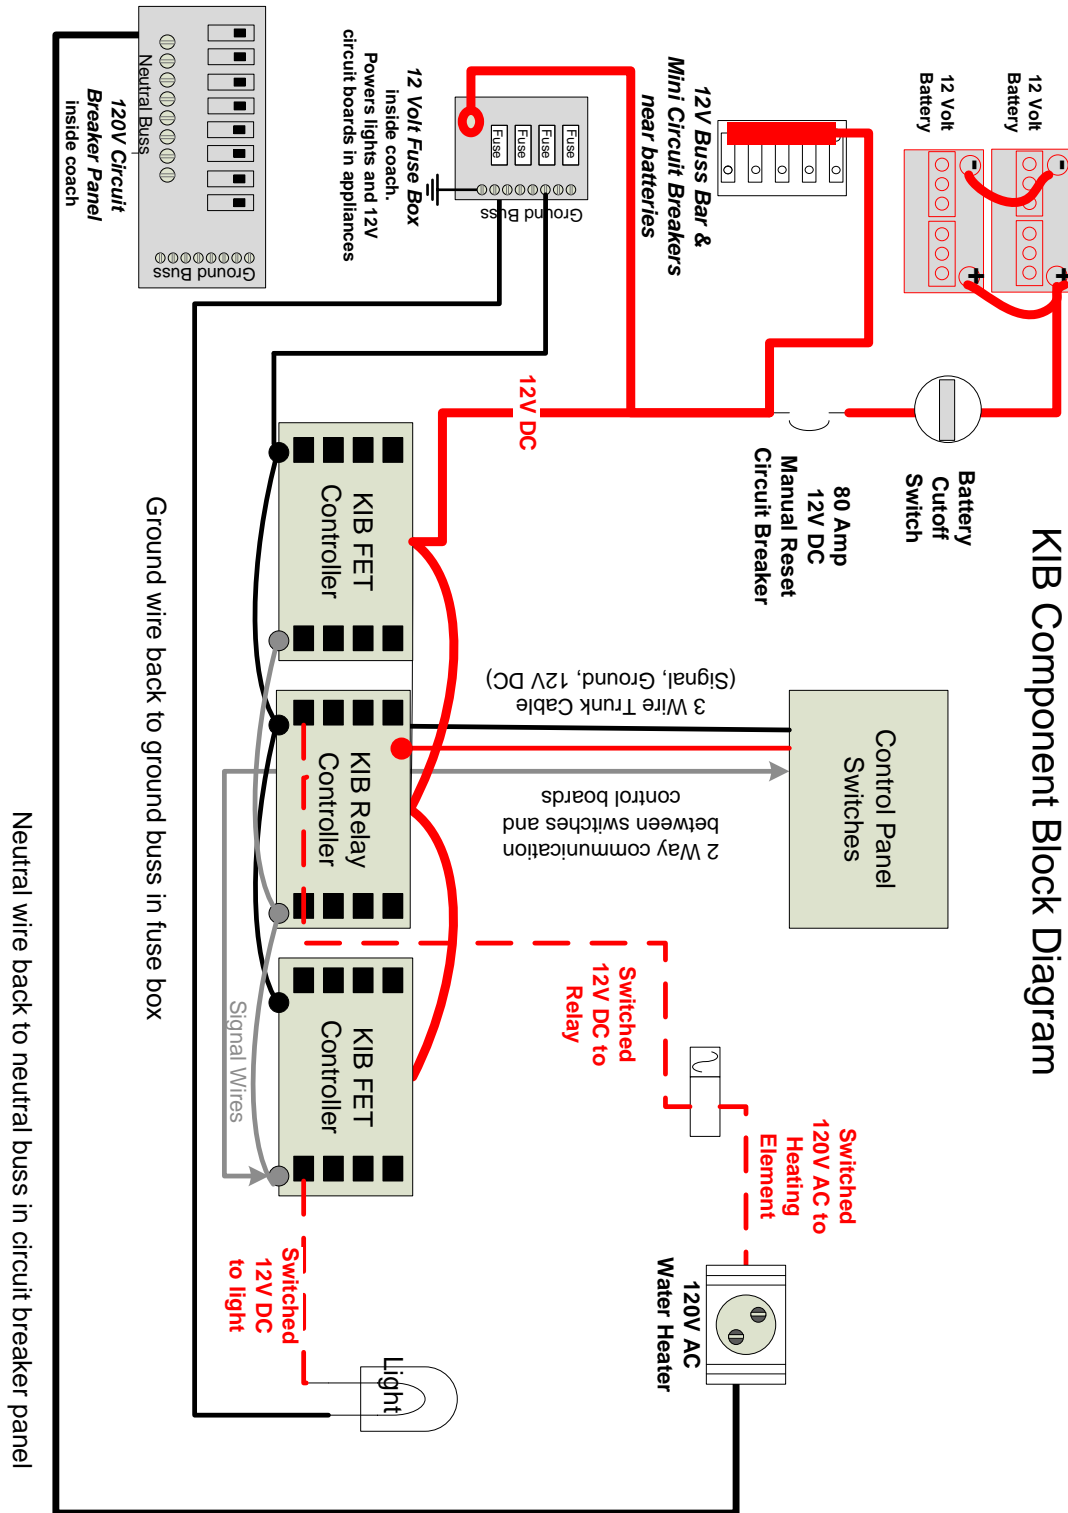 KIB Component Block Diagram
12 Volt
Battery
12 Volt
Battery
-
+
-
+
Battery
Cutoff
Switch
80 Amp
12V DC
Manual Reset
Circuit Breaker
12V Buss Bar &
Mini Circuit Breakers
near batteries
12V DC
Fuse
Fuse
Fuse
Fuse
Ground Buss
12 Volt Fuse Box
inside coach.
Powers lights and 12V
circuit boards in appliances
Neutral Buss
Ground Buss
120V Circuit
Breaker Panel
inside coach
Control Panel
Switches
3 Wire Trunk Cable
(Signal, Ground, 12V DC)
2 Way communication
between switches and
control boards
KIB FET
Controller
KIB Relay
Controller
KIB FET
Controller
Signal Wires
Switched
12V DC to
Relay
Switched
120V AC to
Heating
Element
120V AC
Water Heater
Switched
12V DC
to light
Light
Ground wire back to ground buss in fuse box
Neutral wire back to neutral buss in circuit breaker panel